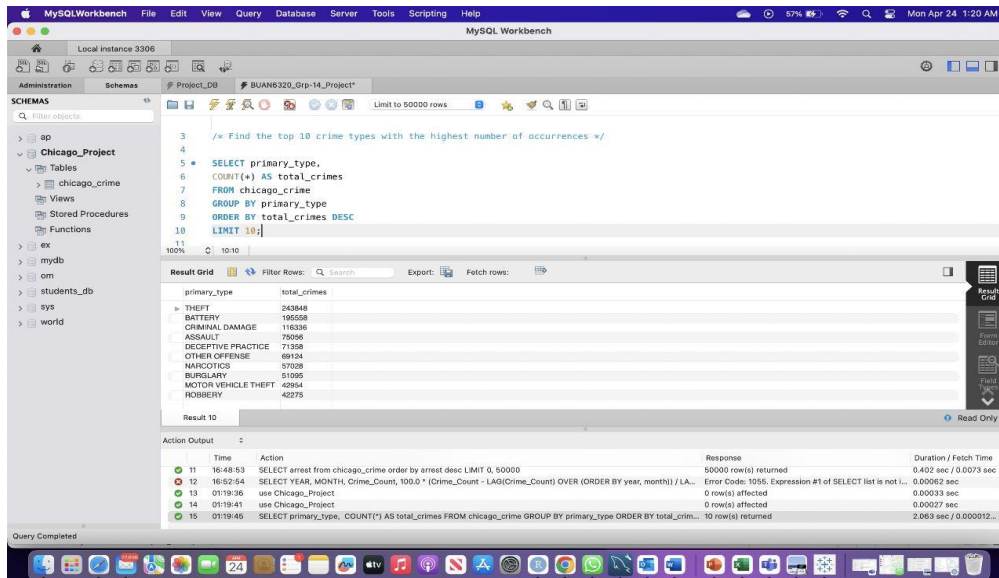 MySQLWorkbench File Edit View Query Database Server Tools Scripting Help 57% Mon Apr 24 1:20 AM
MySQL Workbench
Local instance 3306
Administration Schemas Project_DB BUAN6320_Grp-14_Project*
SCHEMAS
Filter objects
Limit to 50000 rows
ap
Chicago_Project
Tables
chicago_crime
Views
Stored Procedures
Functions
ex
mydb
om
students_db
sys
world
3 /* Find the top 10 crime types with the highest number of occurrences */
4
5 SELECT primary_type,
6 COUNT(*) AS total_crimes
7 FROM chicago_crime
8 GROUP BY primary_type
9 ORDER BY total_crimes DESC
10 LIMIT 10;
11
100% 10:10
Result Grid Filter Rows: Search Export: Fetch rows:
primary_type total_crimes
THEFT 243848
BATTERY 195558
CRIMINAL DAMAGE 116336
ASSAULT 75056
DECEPTIVE PRACTICE 71358
OTHER OFFENSE 69124
NARCOTICS 57028
BURGLARY 51095
MOTOR VEHICLE THEFT 42954
ROBBERY 42275
Result
Grid
Form
Editor
Field
Types
Result 10 Read Only
Action Output
Time Action Response Duration / Fetch Time
11 16:48:53 SELECT arrest from chicago_crime order by arrest desc LIMIT 0, 50000 50000 row(s) returned 0.402 sec / 0.0073 sec
12 16:52:54 SELECT YEAR, MONTH, Crime_Count, 100.0 * (Crime_Count - LAG(Crime_Count) OVER (ORDER BY year, month)) / LA... Error Code: 1055. Expression #1 of SELECT list is not i... 0.00062 sec
13 01:19:36 use Chicago_Project 0 row(s) affected 0.00033 sec
14 01:19:41 use Chicago_Project 0 row(s) affected 0.00027 sec
15 01:19:45 SELECT primary_type, COUNT(*) AS total_crimes FROM chicago_crime GROUP BY primary_type ORDER BY total_crim... 10 row(s) returned 2.063 sec / 0.000012...
Query Completed
24